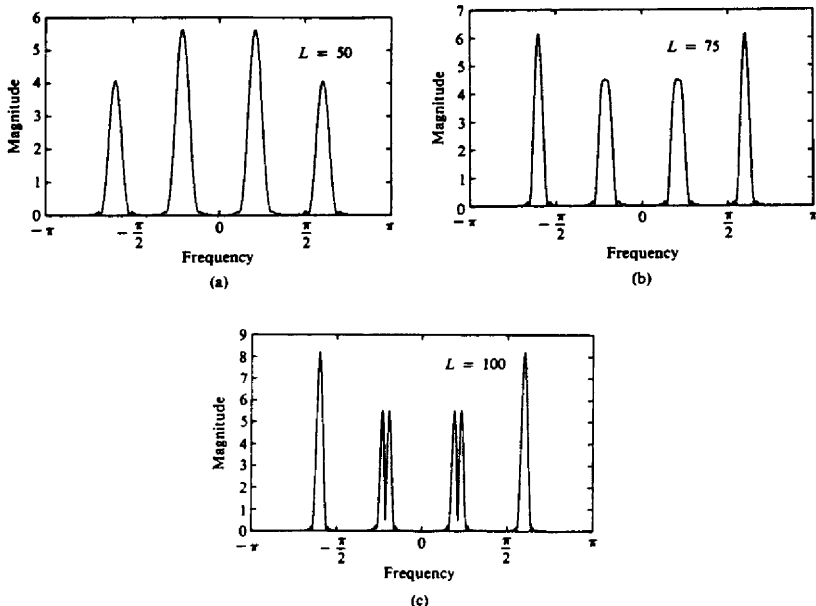 6
5
4
3
2
1
0
Magnitude
L = 50
−π
−π/2
0
π/2
π
Frequency
(a)
7
6
5
4
3
2
1
0
Magnitude
L = 75
−π
−π/2
0
π/2
π
Frequency
(b)
9
8
7
6
5
4
3
2
1
0
Magnitude
L = 100
−π
−π/2
0
π/2
π
Frequency
(c)